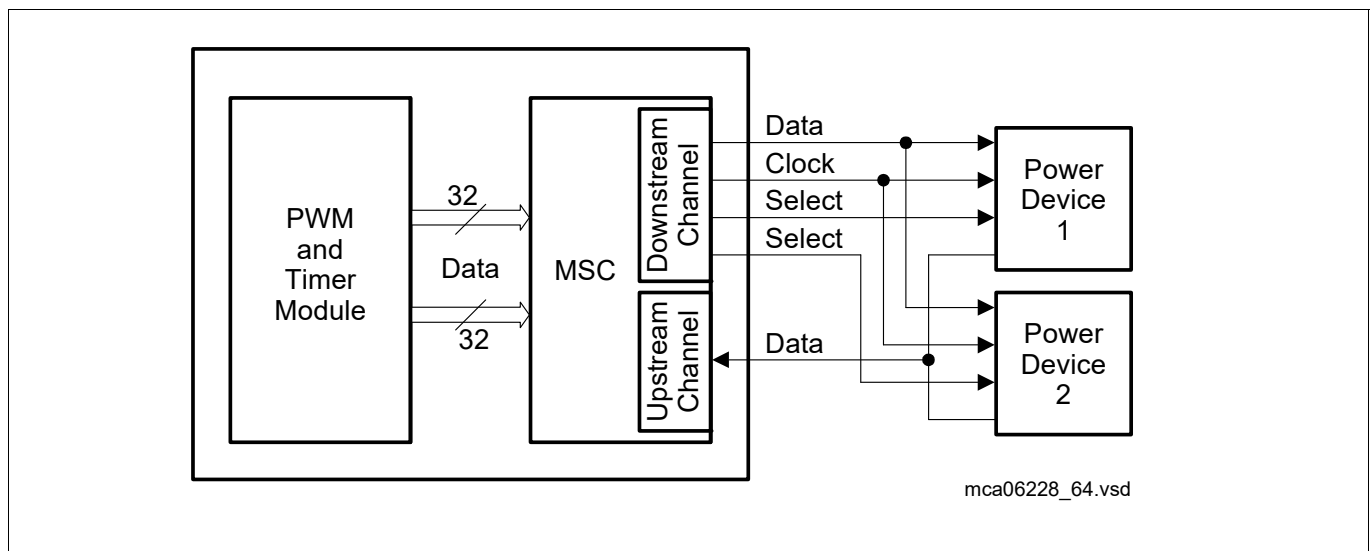 PWM
and
Timer
Module
32
Data
32
MSC
Downstream
Channel
Upstream
Channel
Data
Clock
Select
Select
Data
Power
Device
1
Power
Device
2
mca06228_64.vsd